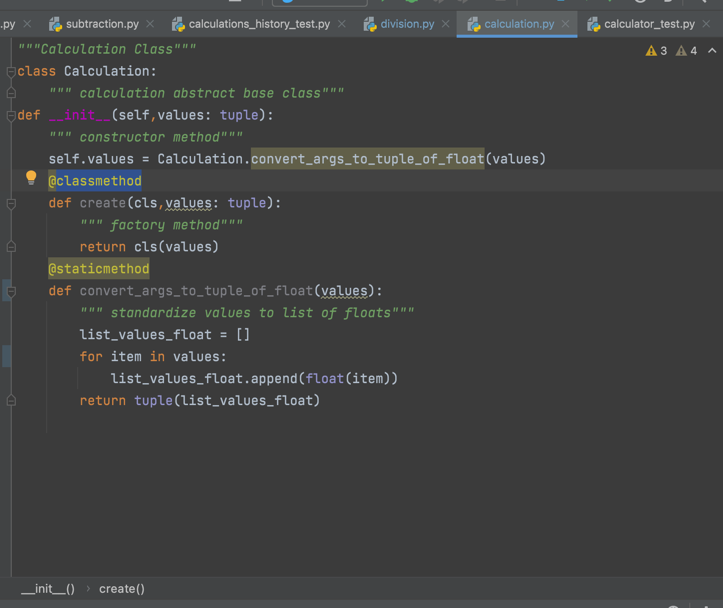 .py
subtraction.py
calculations_history_test.py
division.py
calculation.py
calculator_test.py
"""Calculation Class"""
3
4
class Calculation:
""" calculation abstract base class"""
def __init__(self,values: tuple):
""" constructor method"""
self.values = Calculation.convert_args_to_tuple_of_float(values)
@classmethod
def create(cls,values: tuple):
""" factory method"""
return cls(values)
@staticmethod
def convert_args_to_tuple_of_float(values):
""" standardize values to list of floats"""
list_values_float = []
for item in values:
list_values_float.append(float(item))
return tuple(list_values_float)
__init__() › create()